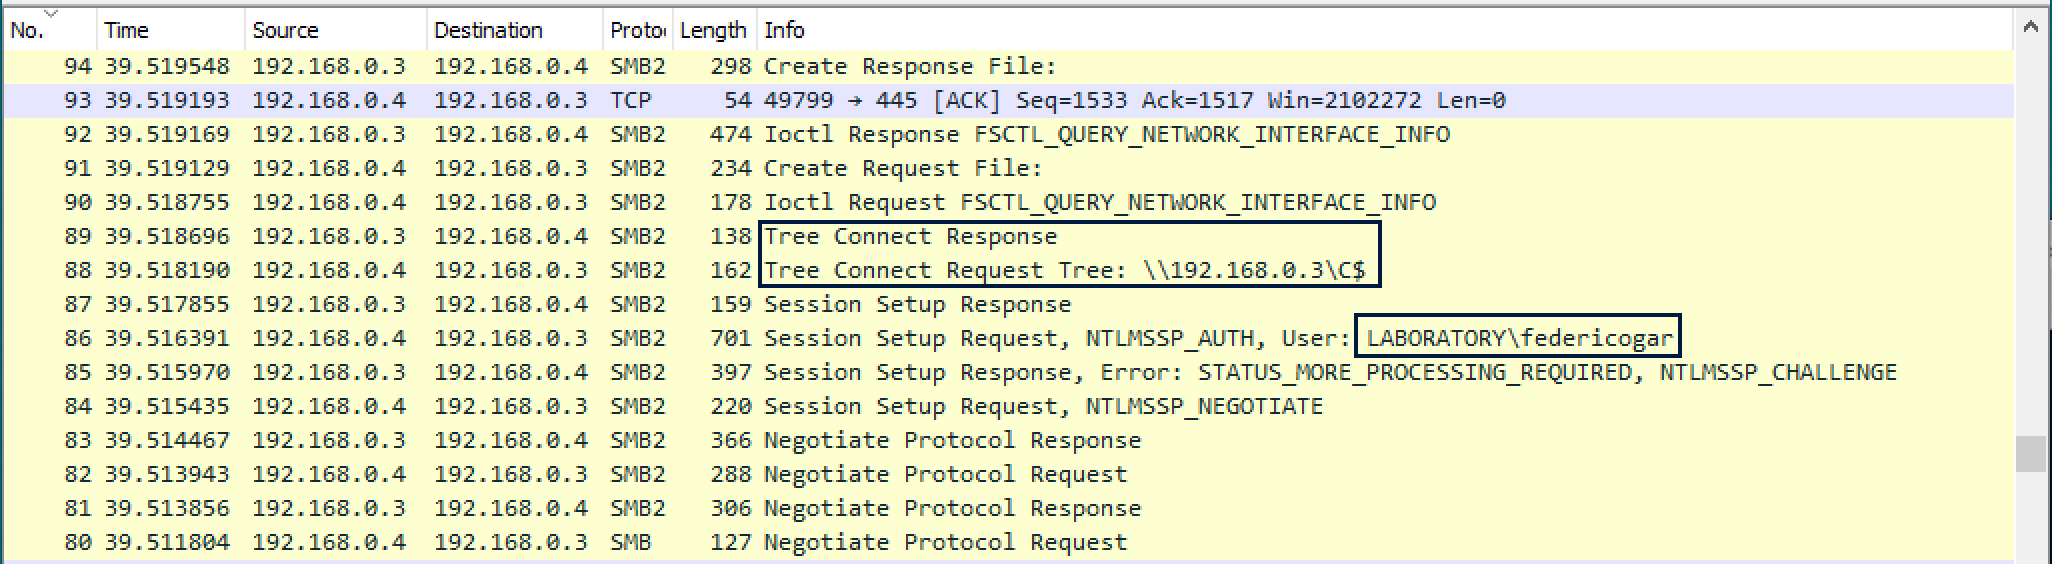 No. Time Source Destination Protoc Length Info
94 39.519548 192.168.0.3 192.168.0.4 SMB2 298 Create Response File:
93 39.519193 192.168.0.4 192.168.0.3 TCP 54 49799 → 445 [ACK] Seq=1533 Ack=1517 Win=2102272 Len=0
92 39.519169 192.168.0.3 192.168.0.4 SMB2 474 Ioctl Response FSCTL_QUERY_NETWORK_INTERFACE_INFO
91 39.519129 192.168.0.4 192.168.0.3 SMB2 234 Create Request File:
90 39.518755 192.168.0.4 192.168.0.3 SMB2 178 Ioctl Request FSCTL_QUERY_NETWORK_INTERFACE_INFO
89 39.518696 192.168.0.3 192.168.0.4 SMB2 138 Tree Connect Response
88 39.518190 192.168.0.4 192.168.0.3 SMB2 162 Tree Connect Request Tree: \\192.168.0.3\C$
87 39.517855 192.168.0.3 192.168.0.4 SMB2 159 Session Setup Response
86 39.516391 192.168.0.4 192.168.0.3 SMB2 701 Session Setup Request, NTLMSSP_AUTH, User: LABORATORY\federicogar
85 39.515970 192.168.0.3 192.168.0.4 SMB2 397 Session Setup Response, Error: STATUS_MORE_PROCESSING_REQUIRED, NTLMSSP_CHALLENGE
84 39.515435 192.168.0.4 192.168.0.3 SMB2 220 Session Setup Request, NTLMSSP_NEGOTIATE
83 39.514467 192.168.0.3 192.168.0.4 SMB2 366 Negotiate Protocol Response
82 39.513943 192.168.0.4 192.168.0.3 SMB2 288 Negotiate Protocol Request
81 39.513856 192.168.0.3 192.168.0.4 SMB2 306 Negotiate Protocol Response
80 39.511804 192.168.0.4 192.168.0.3 SMB 127 Negotiate Protocol Request